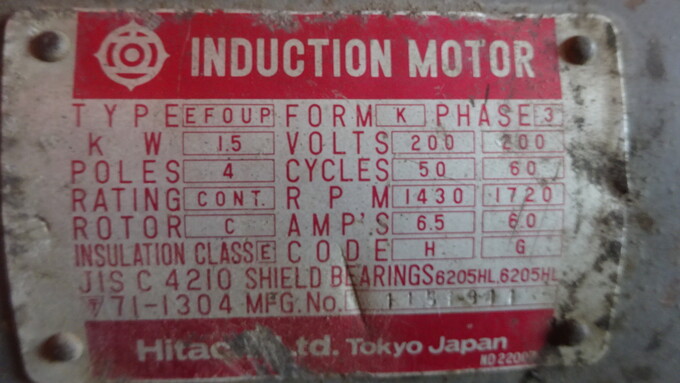 INDUCTION MOTOR
TYPE EFOUP FORM K PHASE 3
KW 1.5 VOLTS 200 200
POLES 4 CYCLES 50 60
RATING CONT. RPM 1430 1720
ROTOR C AMP'S 6.5 6.0
INSULATION CLASS E CODE H G
JIS C 4210 SHIELD BEARINGS 6205HL.6205HL
71-1304 MFG.No.
Ltd. Tokyo Japan